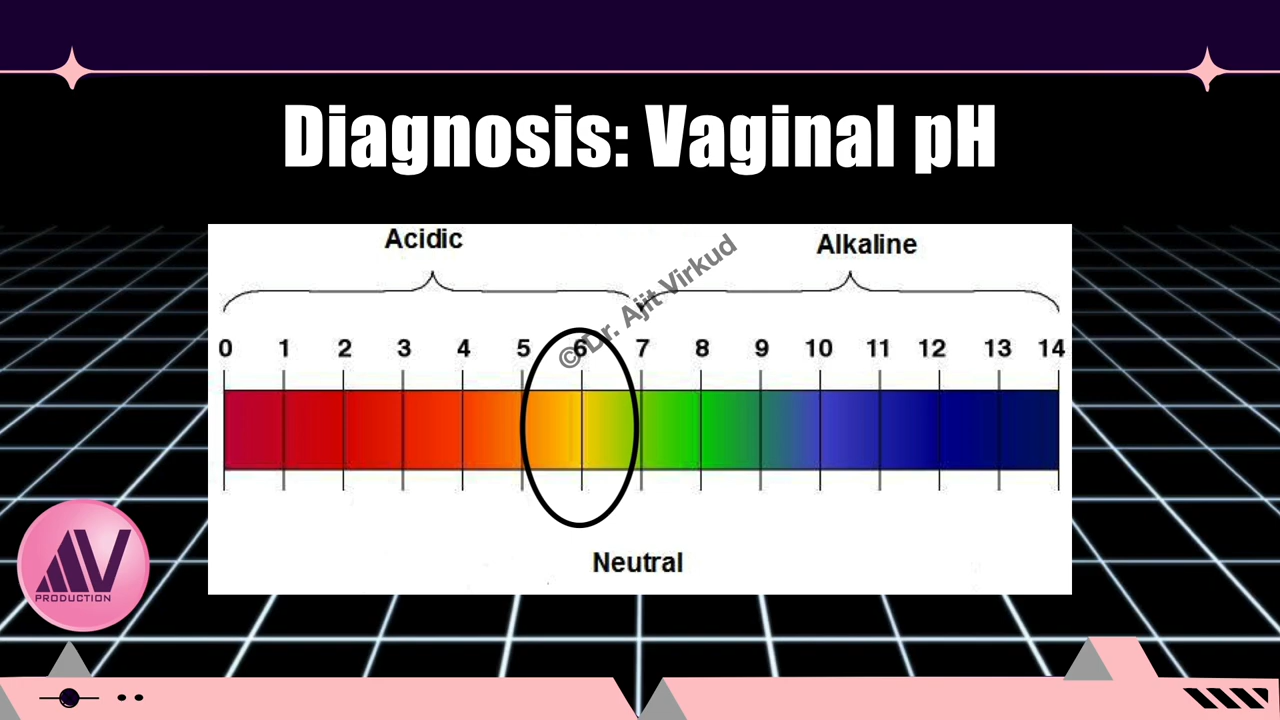 Diagnosis: Vaginal pH
Acidic
Alkaline
© Dr. Ajit Virkud
0 1 2 3 4 5 6 7 8 9 10 11 12 13 14
Neutral
AV
PRODUCTION